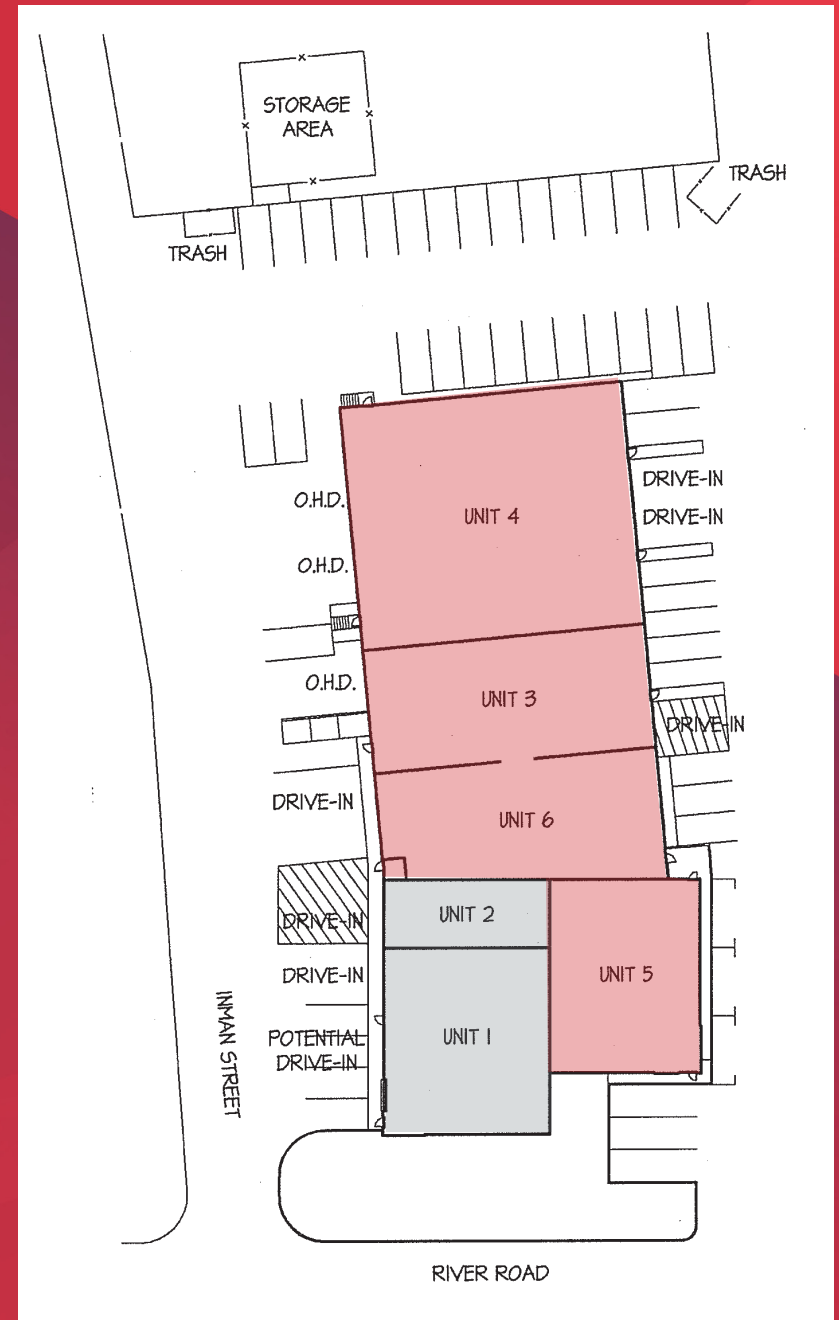 STORAGE
AREA
TRASH
TRASH
DRIVE-IN
O.H.D.
UNIT 4
DRIVE-IN
O.H.D.
O.H.D.
UNIT 3
DRIVE-IN
DRIVE-IN
UNIT 6
DRIVE-IN
UNIT 2
DRIVE-IN
UNIT 5
INMAN STREET
POTENTIAL
DRIVE-IN
UNIT 1
RIVER ROAD